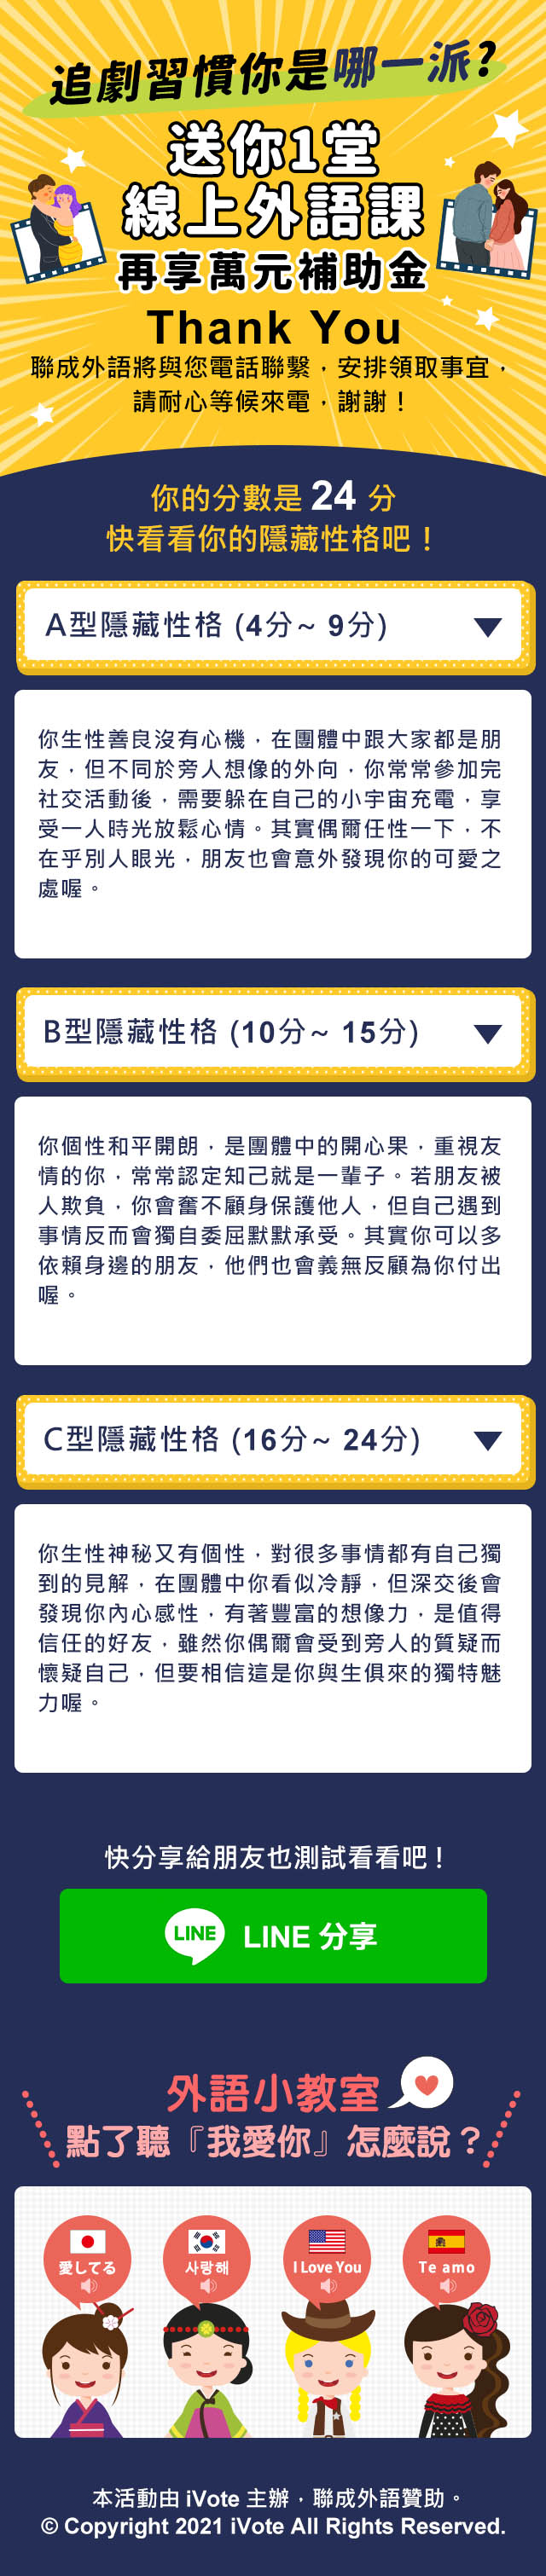 追劇習慣你是哪一派?
送你1堂
線上外語課
再享萬元補助金
Thank You
聯成外語將與您電話聯繫，安排領取事宜，
請耐心等候來電，謝謝！
你的分數是 24 分
快看看你的隱藏性格吧！
A型隱藏性格 (4分~ 9分)
你生性善良沒有心機，在團體中跟大家都是朋
友，但不同於旁人想像的外向，你常常參加完
社交活動後，需要躲在自己的小宇宙充電，享
受一人時光放鬆心情。其實偶爾任性一下，不
在乎別人眼光，朋友也會意外發現你的可愛之
處喔。
B型隱藏性格 (10分~ 15分)
你個性和平開朗，是團體中的開心果，重視友
情的你，常常認定知己就是一輩子。若朋友被
人欺負，你會奮不顧身保護他人，但自己遇到
事情反而會獨自委屈默默承受。其實你可以多
依賴身邊的朋友，他們也會義無反顧為你付出
喔。
C型隱藏性格 (16分~ 24分)
你生性神秘又有個性，對很多事情都有自己獨
到的見解，在團體中你看似冷靜，但深交後會
發現你內心感性，有著豐富的想像力，是值得
信任的好友，雖然你偶爾會受到旁人的質疑而
懷疑自己，但要相信這是你與生俱來的獨特魅
力喔。
快分享給朋友也測試看看吧！
LINE LINE 分享
外語小教室
點了聽『我愛你』怎麼說？
愛してる 사랑해 I Love You Te amo
本活動由 iVote 主辦，聯成外語贊助。
© Copyright 2021 iVote All Rights Reserved.